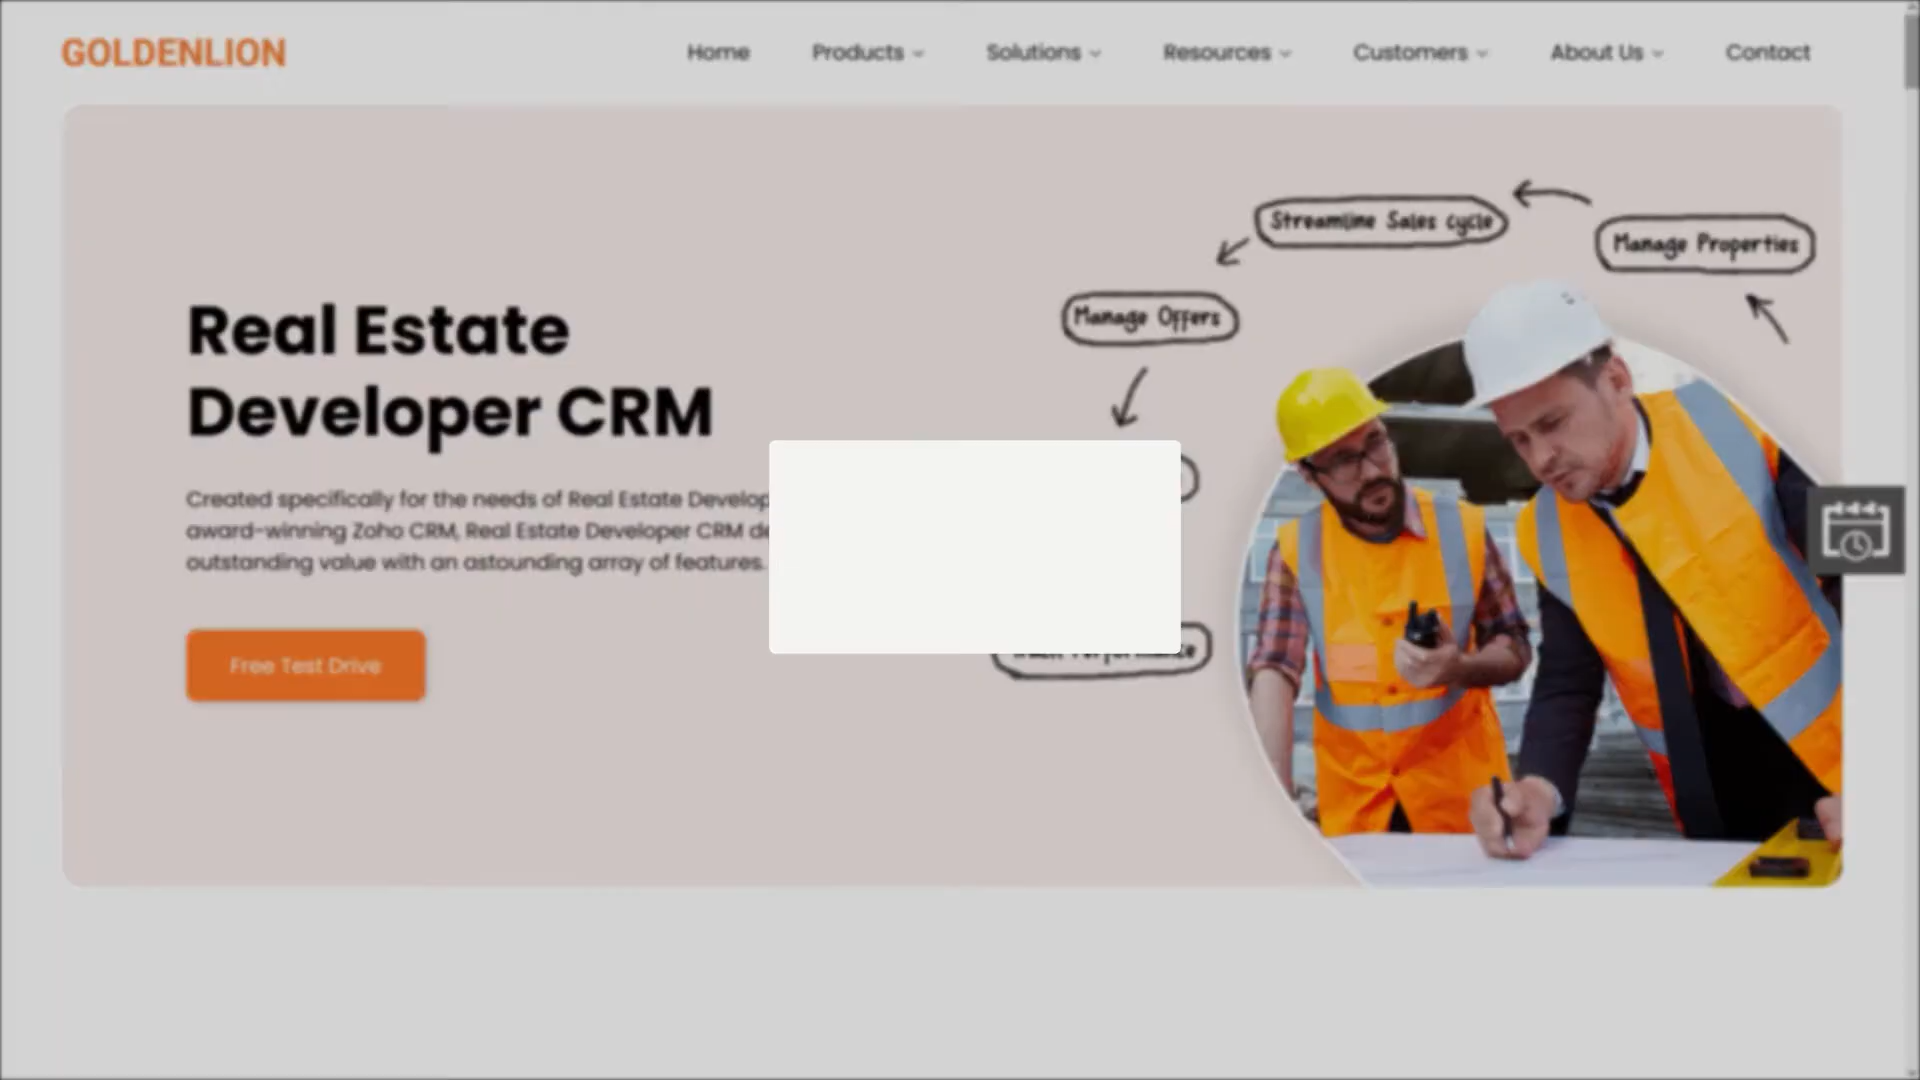 GOLDENLION
Home Products Solutions Resources Customers About Us Contact
Streamline Sales cycle
Manage Properties
Manage Offers
Real Estate
Developer CRM
Created specifically for the needs of Real Estate
award-winning Zoho CRM, Real Estate Developer CRM
outstanding value with an astounding array of features.
Free Test Drive